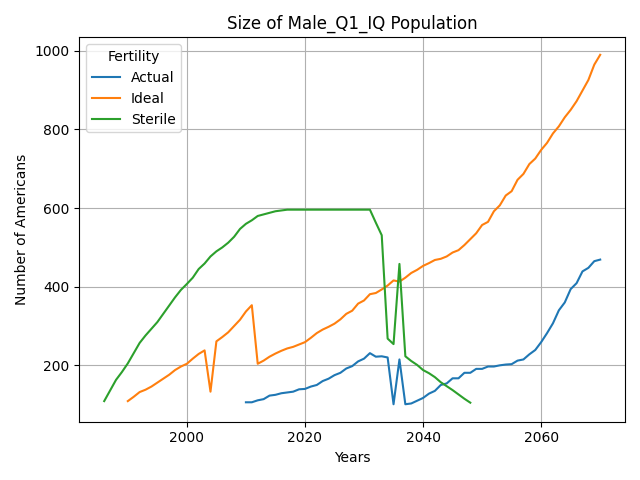 Size of Male_Q1_IQ Population
Fertility
Actual
Ideal
Sterile
1000
800
600
400
200
Number of Americans
2000
2020
2040
2060
Years